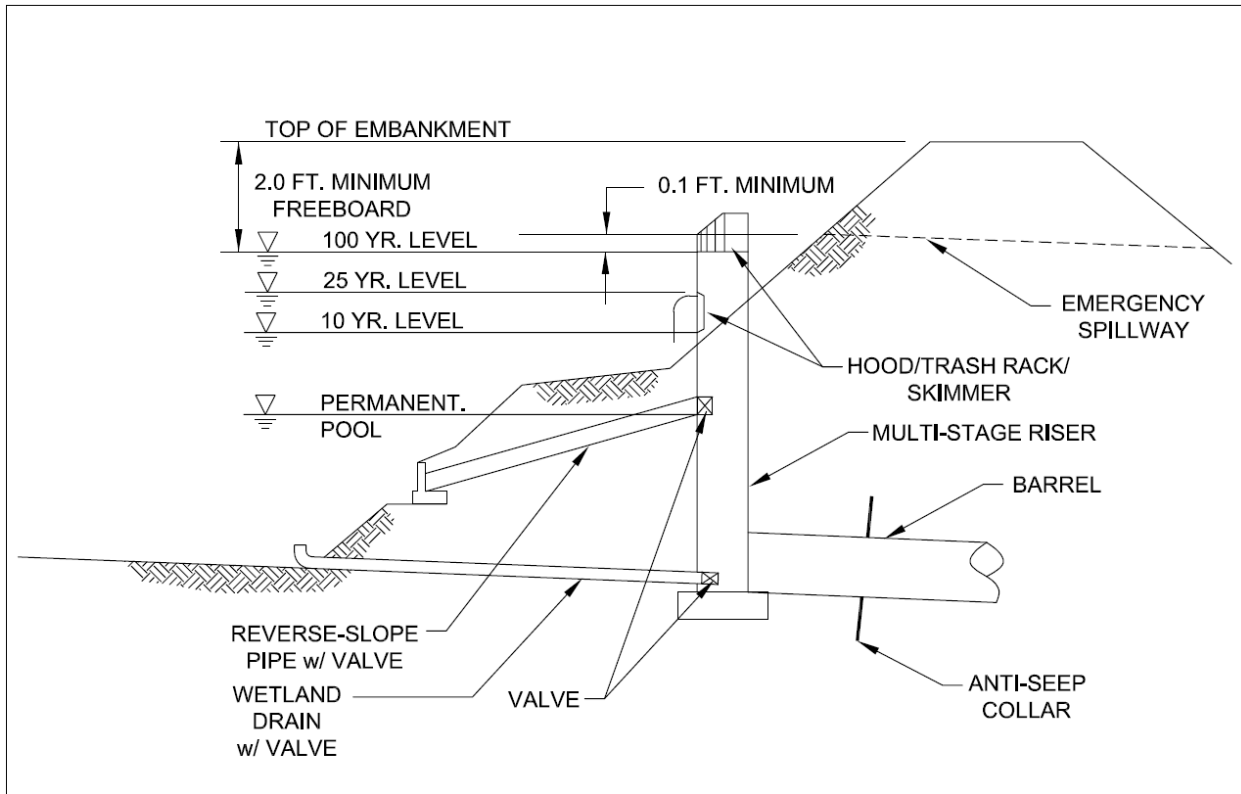 TOP OF EMBANKMENT
2.0 FT. MINIMUM
FREEBOARD
0.1 FT. MINIMUM
100 YR. LEVEL
25 YR. LEVEL
10 YR. LEVEL
EMERGENCY
SPILLWAY
HOOD/TRASH RACK/
SKIMMER
PERMANENT.
POOL
MULTI-STAGE RISER
BARREL
REVERSE-SLOPE
PIPE w/ VALVE
WETLAND
DRAIN
w/ VALVE
VALVE
ANTI-SEEP
COLLAR